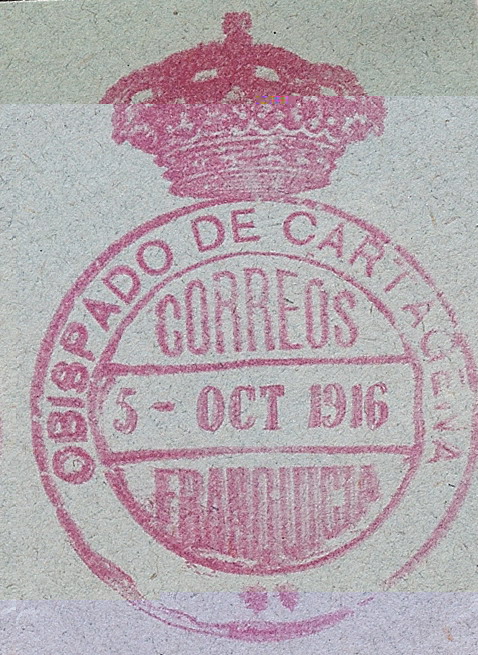 OBISPADO DE CARTAGENA
CORREOS
5 - OCT 1916
FRANQUICIA